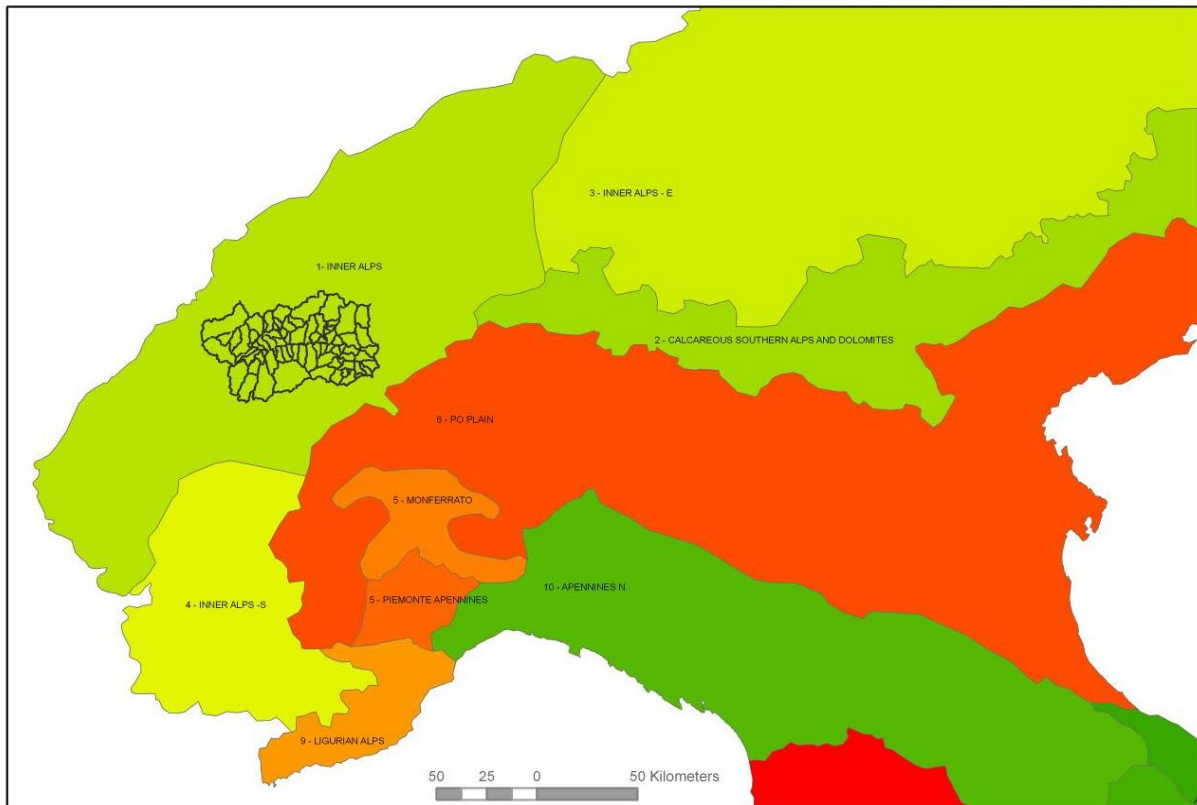 3 - INNER ALPS - E
1- INNER ALPS
2 - CALCAREOUS SOUTHERN ALPS AND DOLOMITES
6 - PO PLAIN
5 - MONFERRATO
10 - APENNINES N
5 - PIEMONTE APENNINES
4 - INNER ALPS -S
9 - LIGURIAN ALPS
50 25 0 50 Kilometers